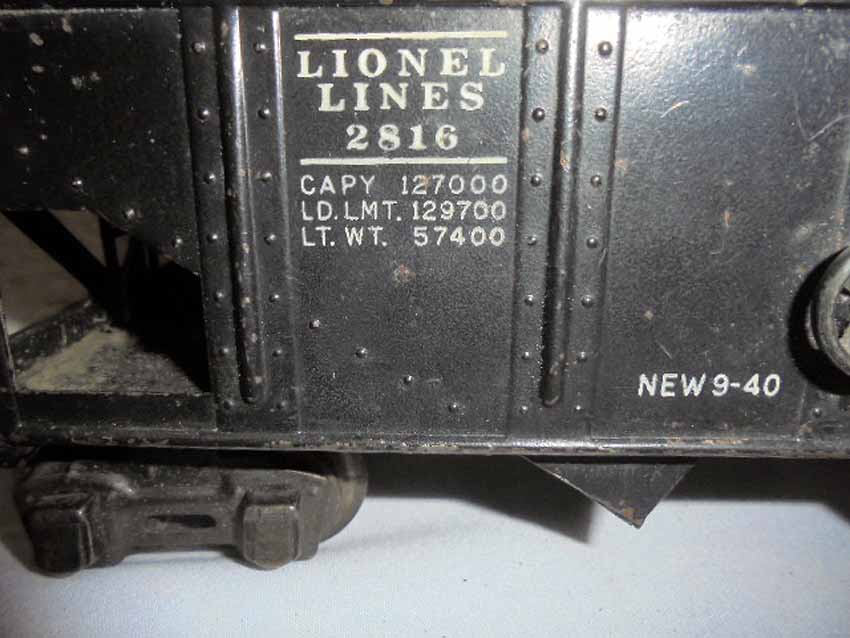 LIONEL
LINES
2816
CAPY 127000
LD. LMT. 129700
LT. WT. 57400
NEW 9-40